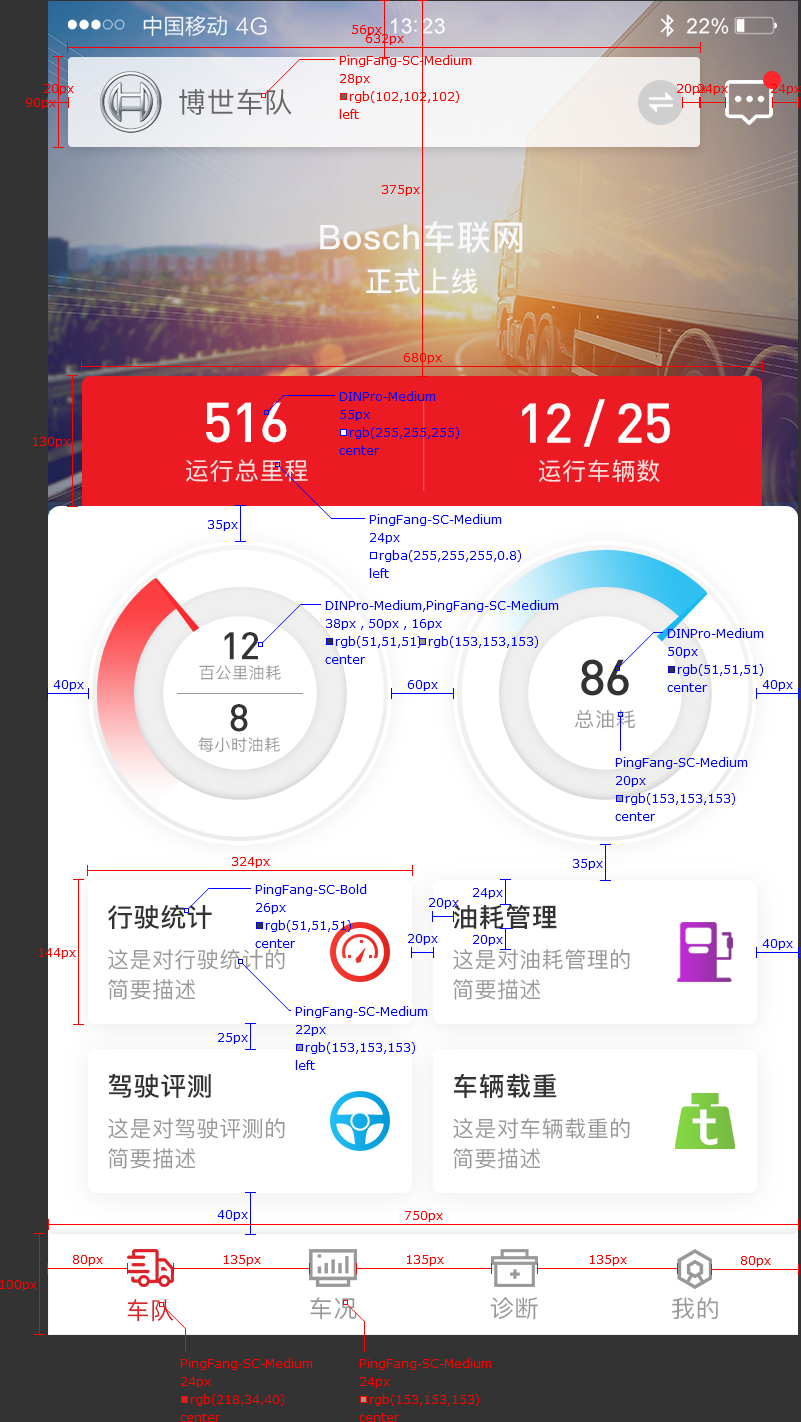 中国移动 4G
13:23
22%
56px
632px
PingFang-SC-Medium
28px
rgb(102,102,102)
left
20px
90px
博世车队
20px
24px
24px
375px
Bosch车联网
正式上线
680px
DINPro-Medium
55px
rgb(255,255,255)
center
516
12/25
130px
运行总里程
运行车辆数
35px
PingFang-SC-Medium
24px
rgba(255,255,255,0.8)
left
DINPro-Medium,PingFang-SC-Medium
38px , 50px , 16px
rgb(51,51,51)
rgb(153,153,153)
center
12
百公里油耗
8
每小时油耗
DINPro-Medium
50px
rgb(51,51,51)
center
86
总油耗
40px
60px
40px
PingFang-SC-Medium
20px
rgb(153,153,153)
center
324px
35px
PingFang-SC-Bold
26px
rgb(51,51,51)
center
24px
20px
行驶统计
油耗管理
20px
20px
144px
40px
这是对行驶统计的
简要描述
这是对油耗管理的
简要描述
PingFang-SC-Medium
22px
rgb(153,153,153)
left
25px
驾驶评测
这是对驾驶评测的
简要描述
车辆载重
这是对车辆载重的
简要描述
t
40px
750px
80px
135px
135px
135px
80px
100px
车队
车况
诊断
我的
PingFang-SC-Medium
24px
rgb(218,34,40)
center
PingFang-SC-Medium
24px
rgb(153,153,153)
center